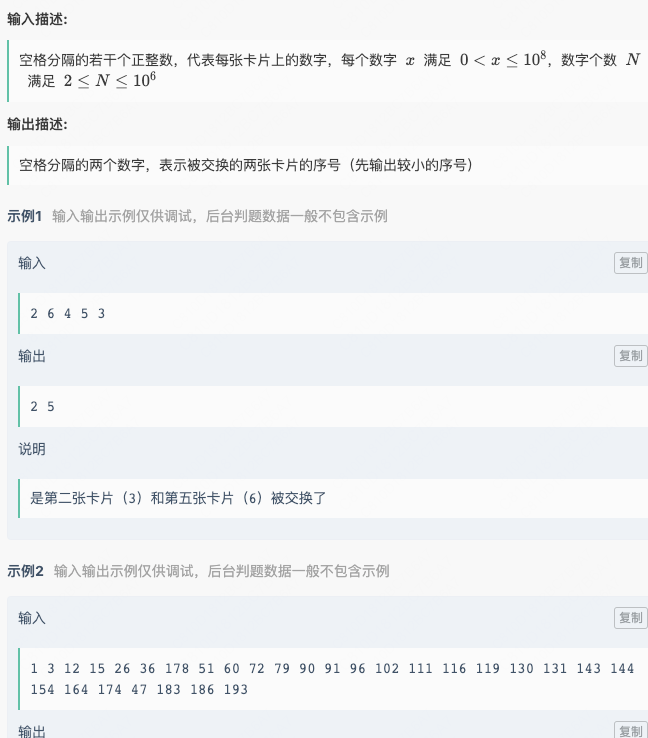 输入描述:
空格分隔的若干个正整数，代表每张卡片上的数字，每个数字 x 满足 0 < x ≤ 10⁸，数字个数 N
满足 2 ≤ N ≤ 10⁶
输出描述:
空格分隔的两个数字，表示被交换的两张卡片的序号（先输出较小的序号）
示例1 输入输出示例仅供调试，后台判题数据一般不包含示例
输入 复制
2 6 4 5 3
输出 复制
2 5
说明
是第二张卡片（3）和第五张卡片（6）被交换了
示例2 输入输出示例仅供调试，后台判题数据一般不包含示例
输入 复制
1 3 12 15 26 36 178 51 60 72 79 90 91 96 102 111 116 119 130 131 143 144
154 164 174 47 183 186 193
输出 复制